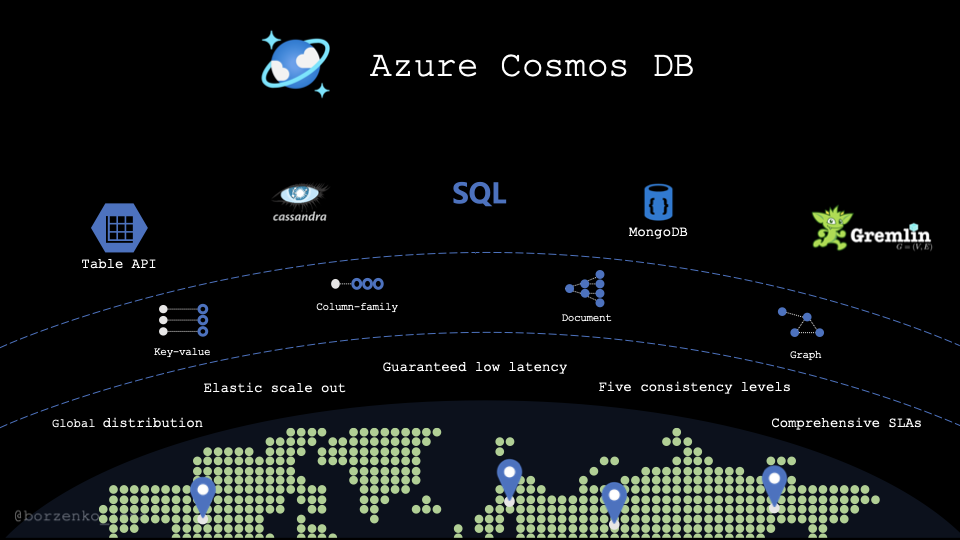 Azure Cosmos DB
Table API
cassandra
SQL
{ }
MongoDB
Gremlin
G = (V, E)
Key-value
Column-family
Document
Graph
Global distribution
Elastic scale out
Guaranteed low latency
Five consistency levels
Comprehensive SLAs